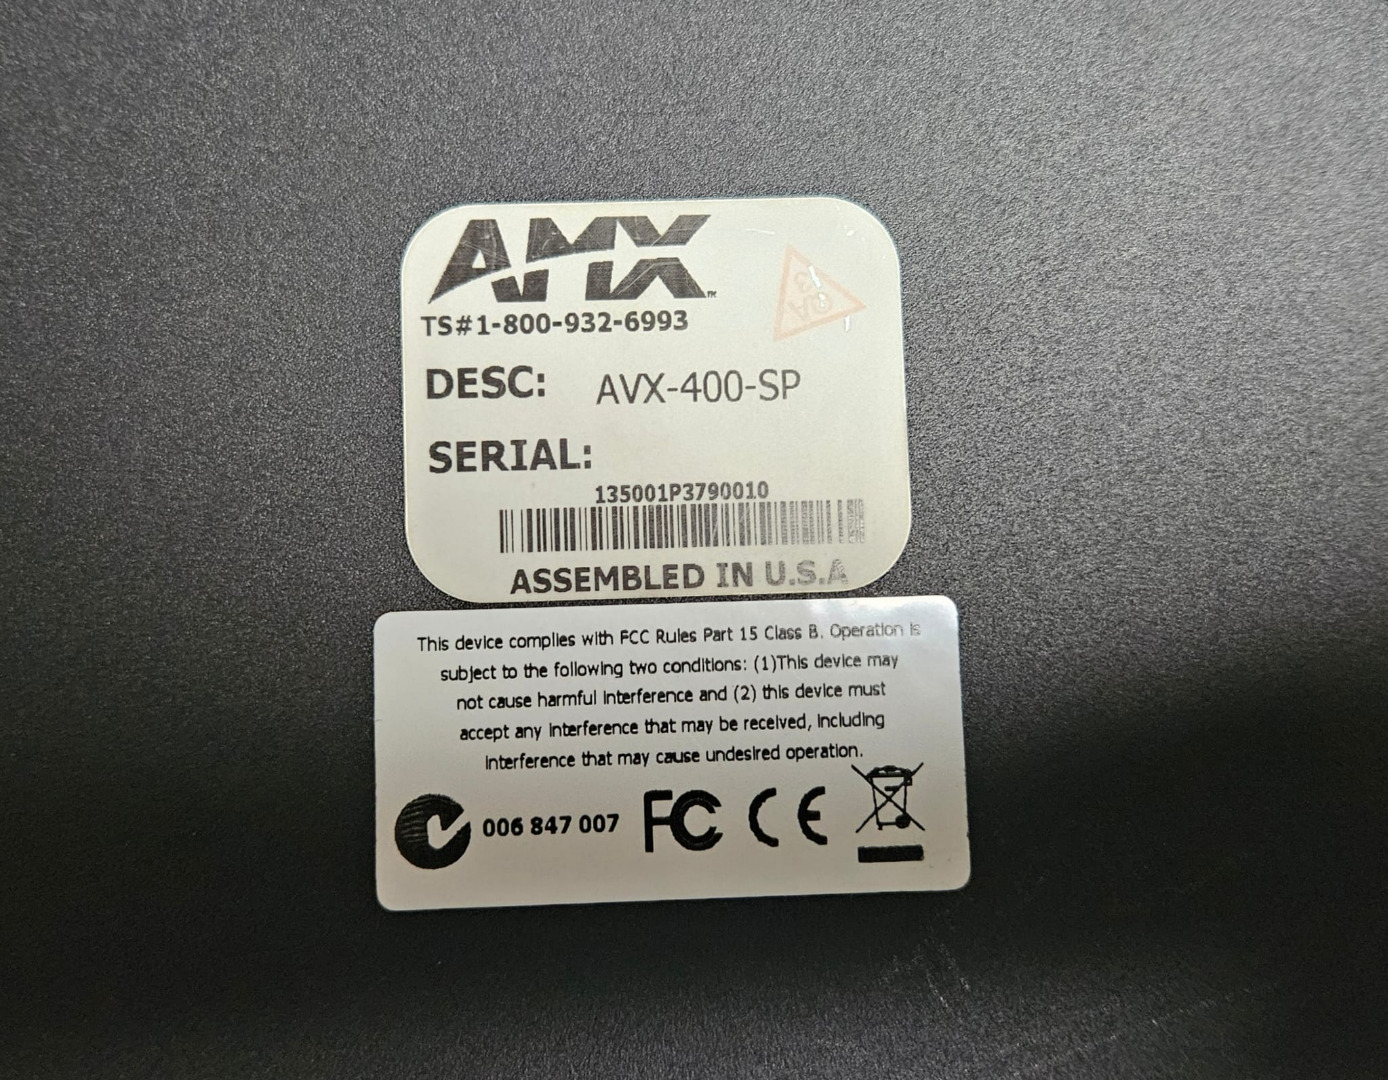 AMX™
TS#1-800-932-6993
DESC: AVX-400-SP
SERIAL:
135001P3790010
ASSEMBLED IN U.S.A
This device complies with FCC Rules Part 15 Class B. Operation is
subject to the following two conditions: (1)This device may
not cause harmful interference and (2) this device must
accept any interference that may be received, including
interference that may cause undesired operation.
006 847 007 FC CE